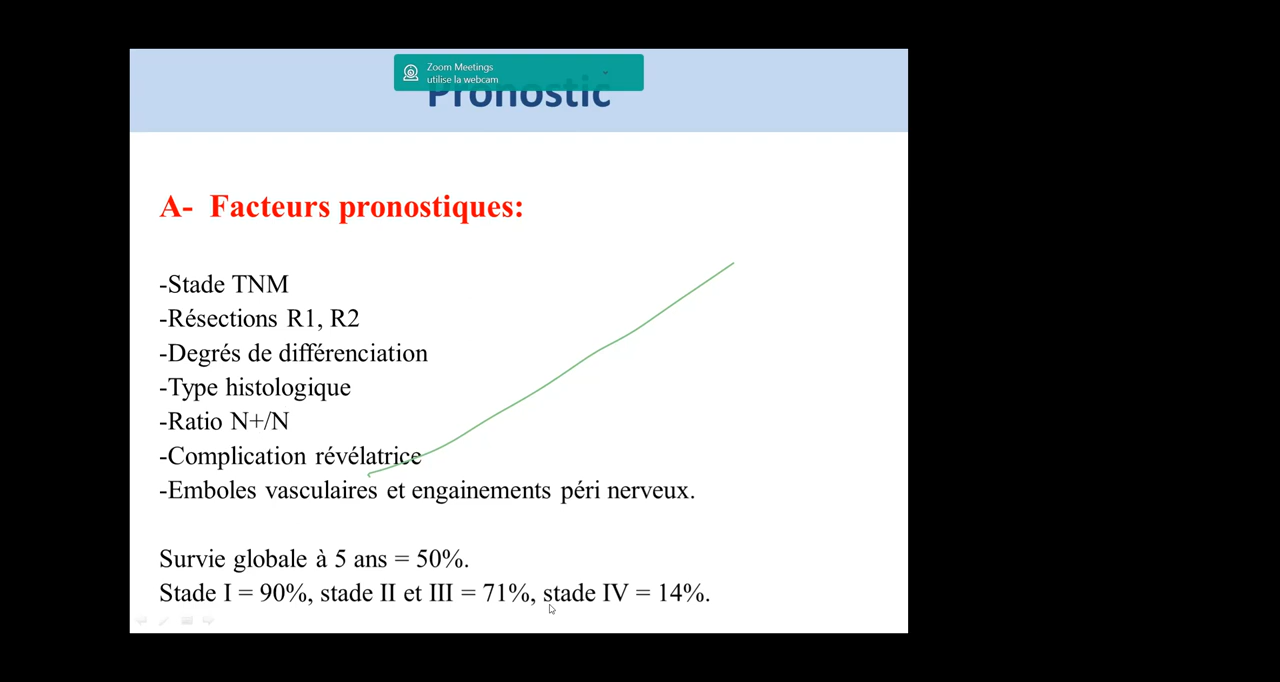 Zoom Meetings
utilise la webcam
Pronostic
A- Facteurs pronostiques:
-Stade TNM
-Résections R1, R2
-Degrés de différenciation
-Type histologique
-Ratio N+/N
-Complication révélatrice
-Emboles vasculaires et engainements péri nerveux.
Survie globale à 5 ans = 50%.
Stade I = 90%, stade II et III = 71%, stade IV = 14%.